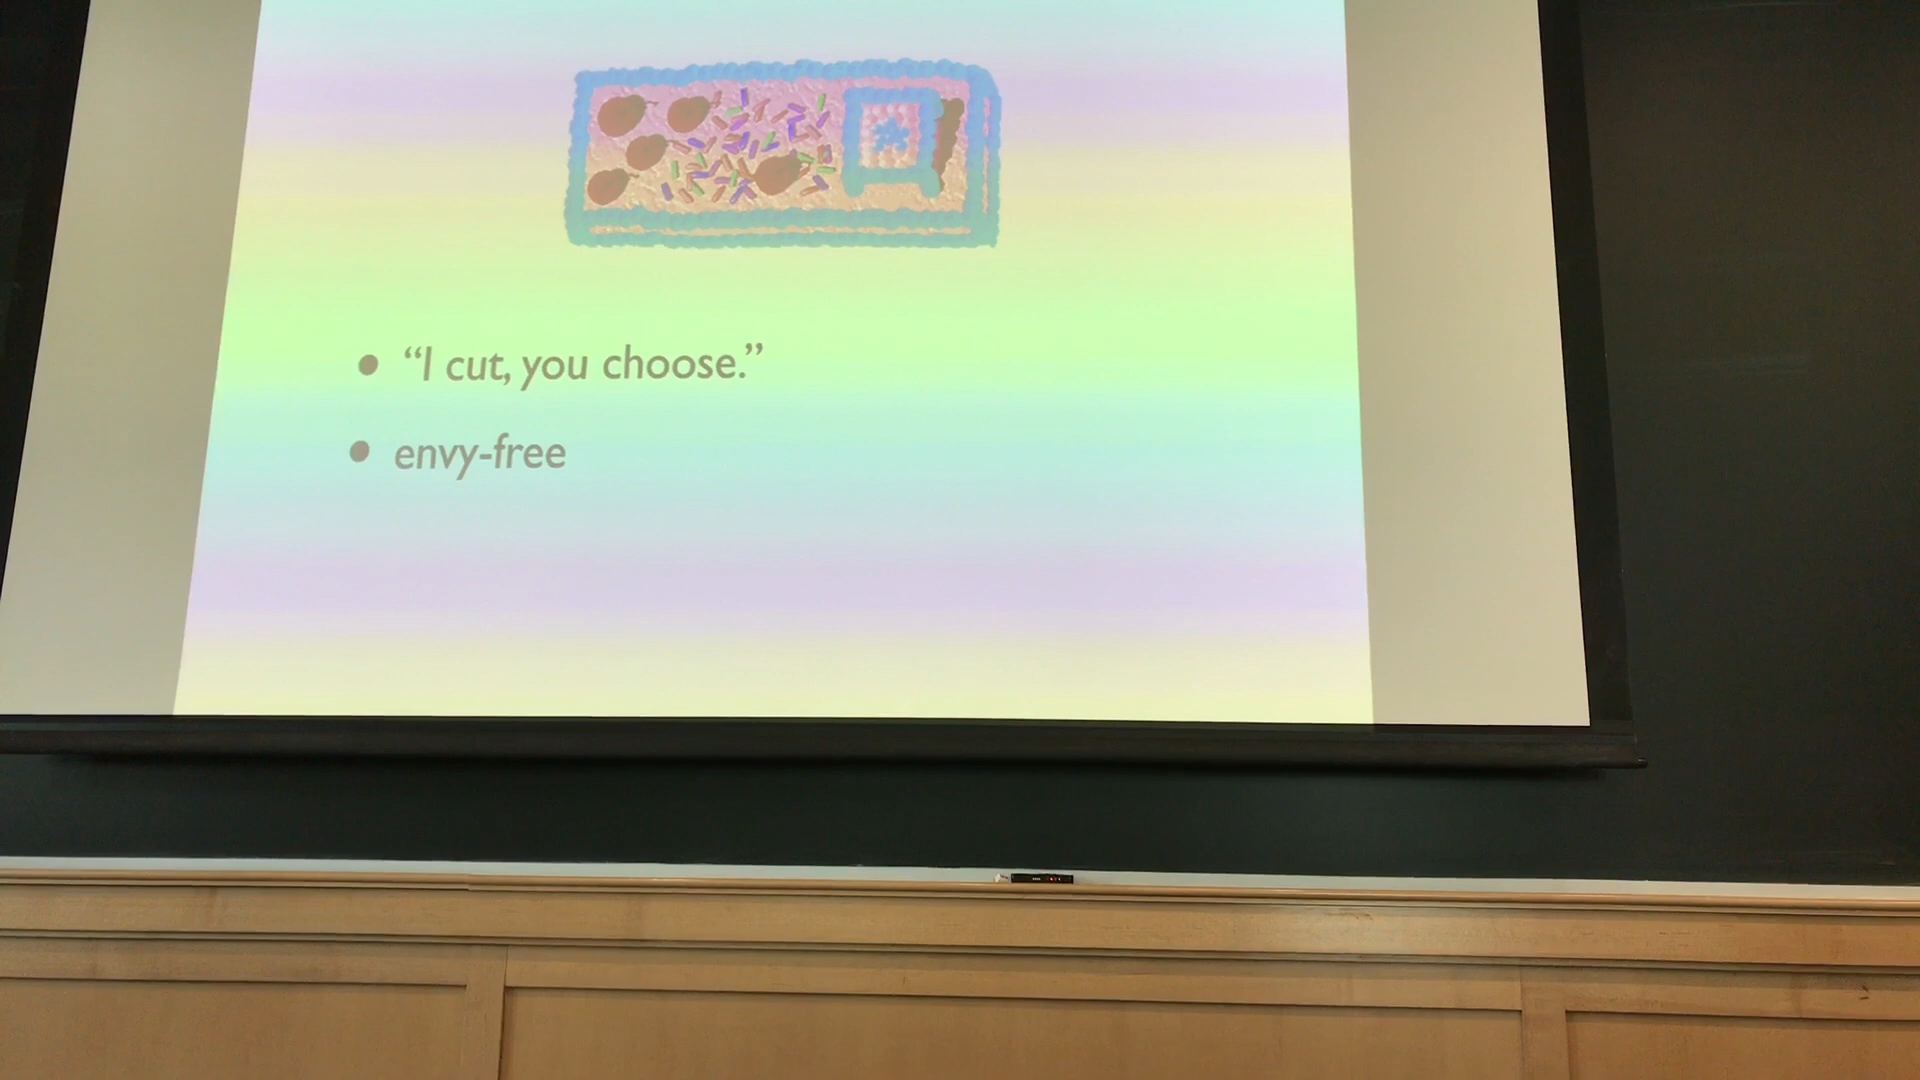 • “I cut, you choose.”
• envy-free